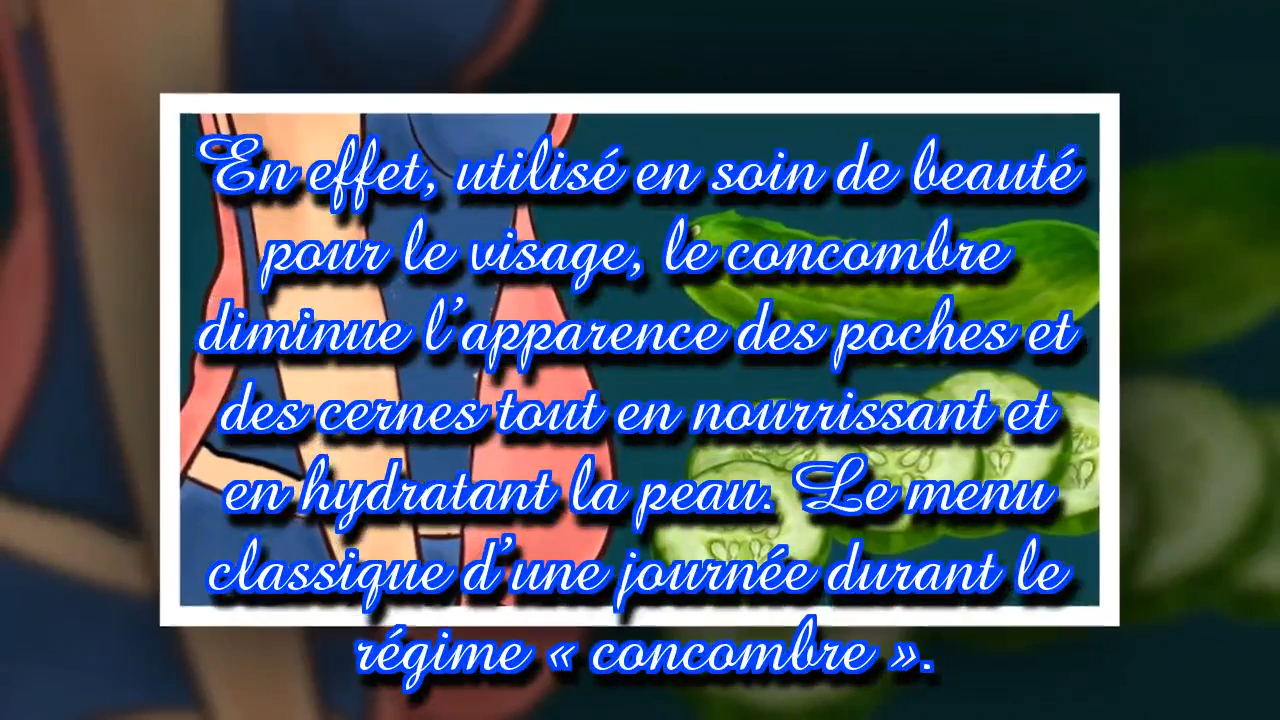 En effet, utilisé en soin de beauté
pour le visage, le concombre
diminue l’apparence des poches et
des cernes tout en nourrissant et
en hydratant la peau. Le menu
classique d’une journée durant le
régime « concombre ».